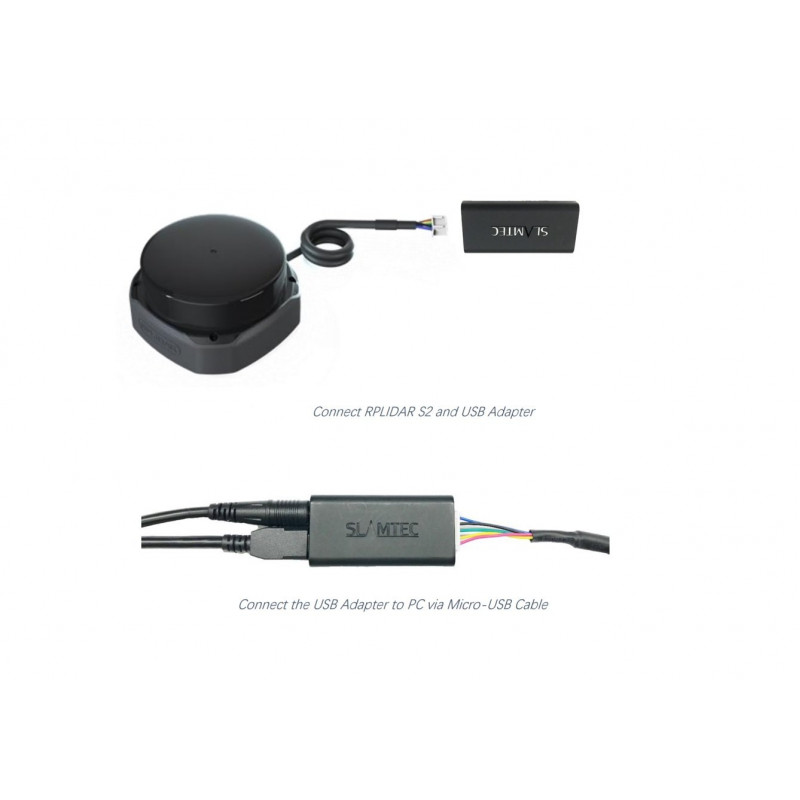 SLAMTEC
Connect RPLIDAR S2 and USB Adapter
SLAMTEC
Connect the USB Adapter to PC via Micro-USB Cable